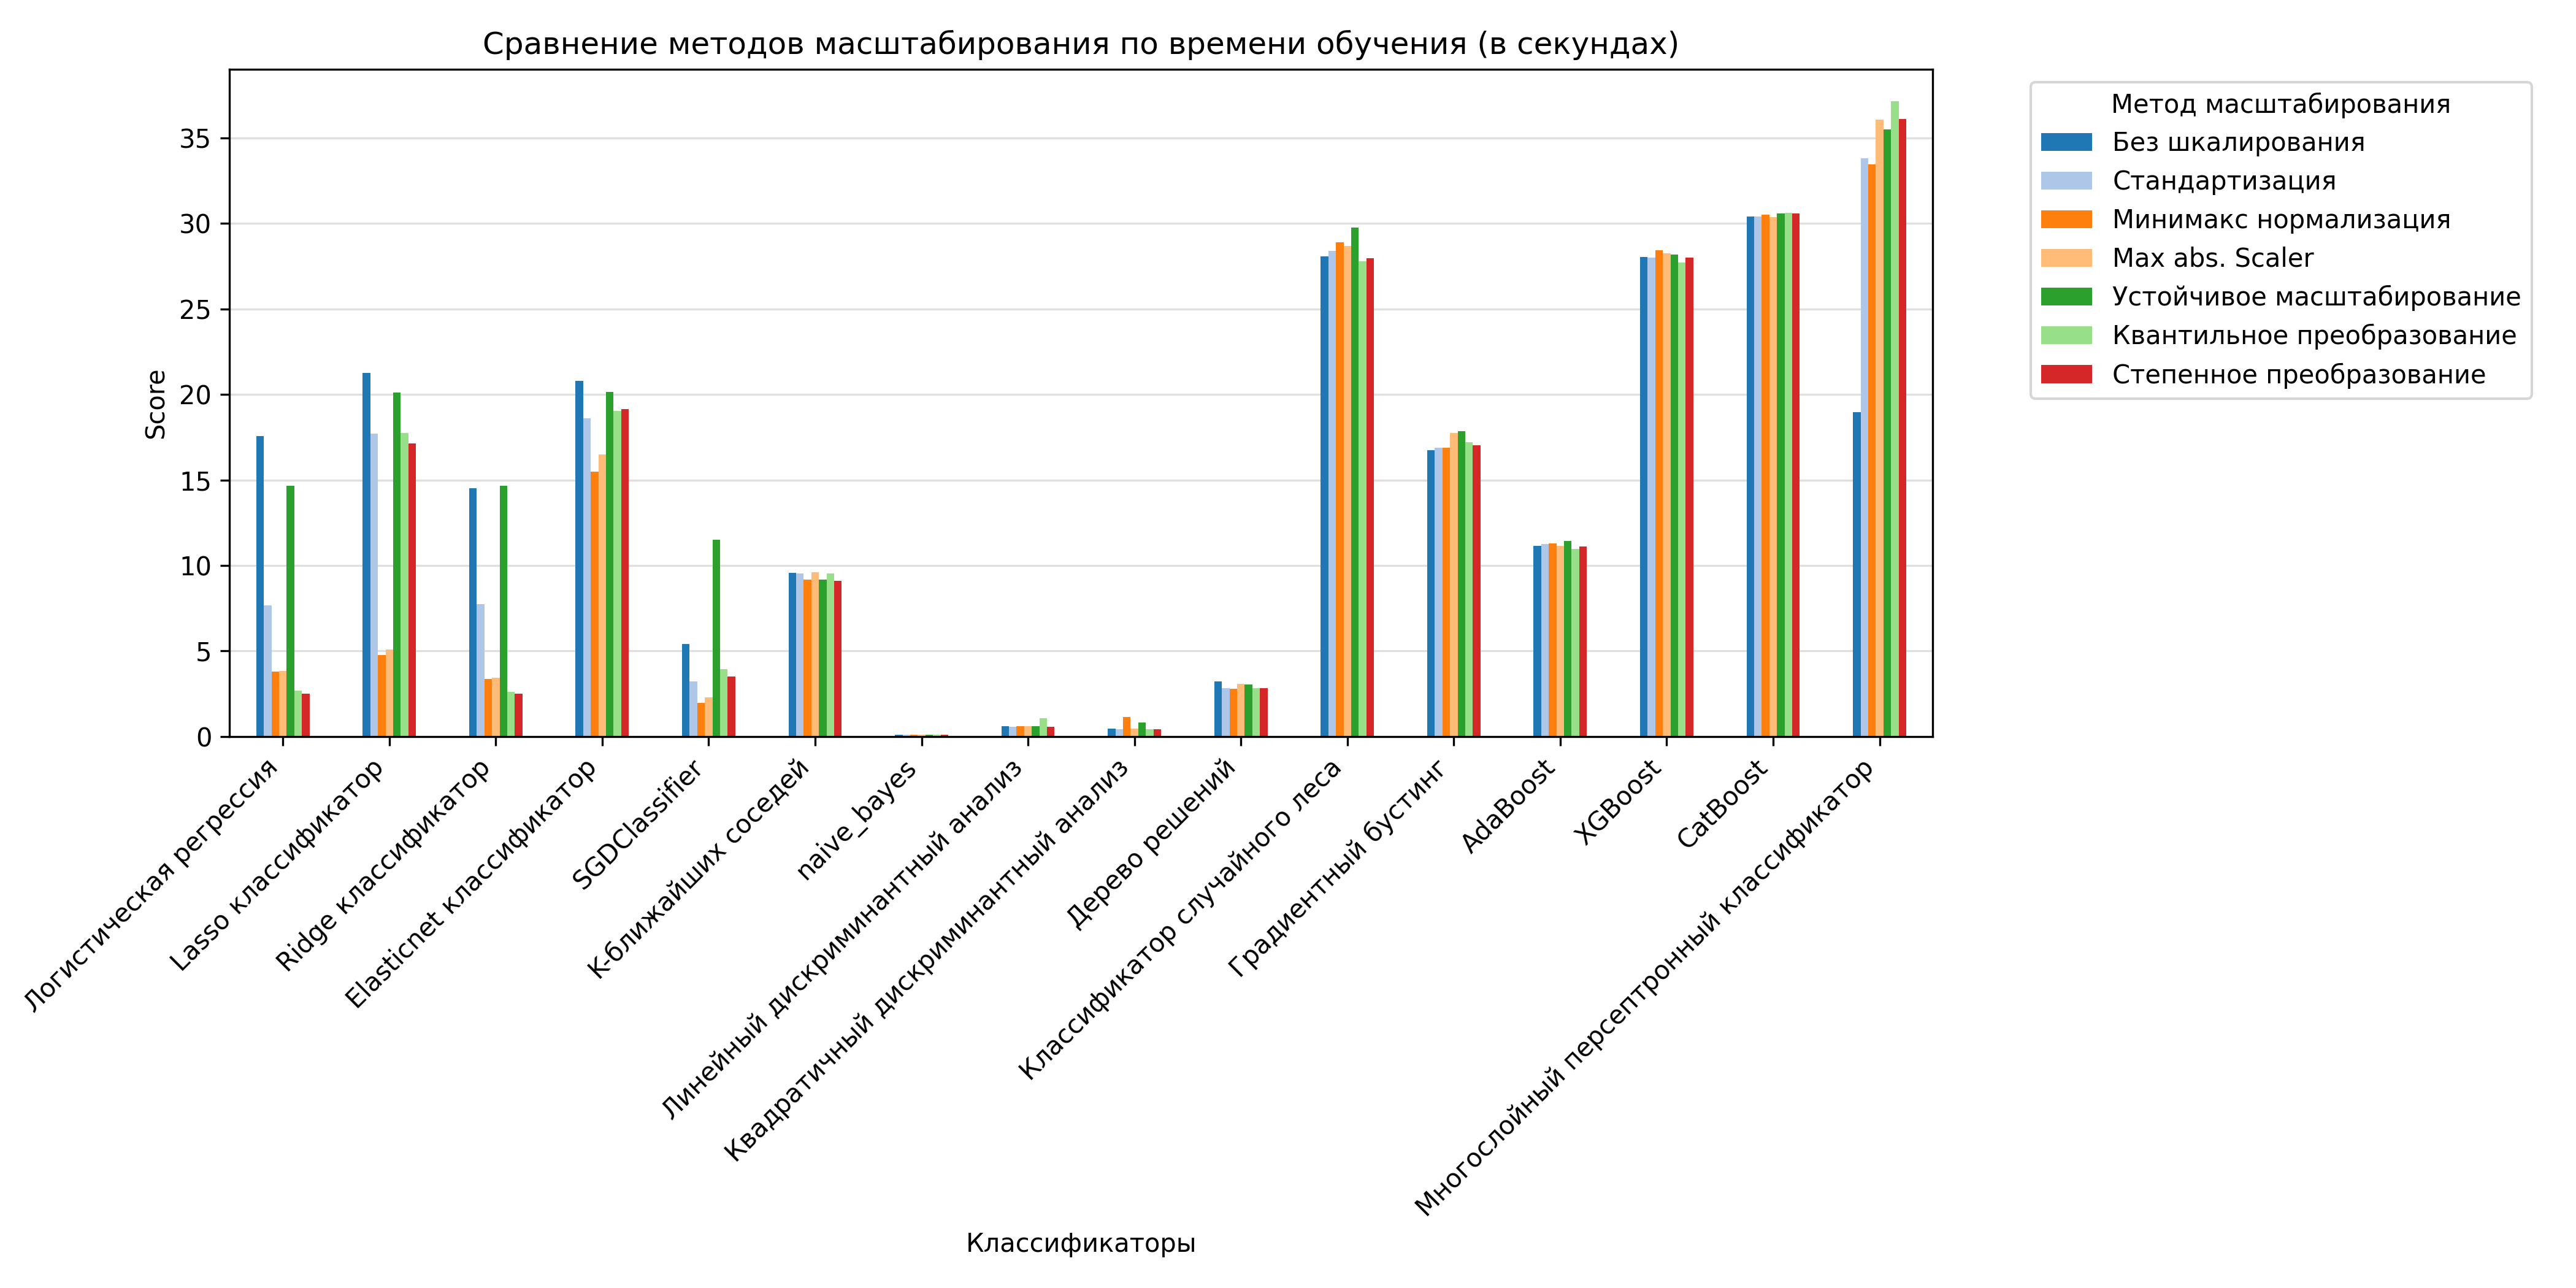 Сравнение методов масштабирования по времени обучения (в секундах)
Score
35
30
25
20
15
10
5
0
Логистическая регрессия
Lasso классификатор
Ridge классификатор
Elasticnet классификатор
SGDClassifier
К-ближайших соседей
naive_bayes
Линейный дискриминантный анализ
Квадратичный дискриминантный анализ
Дерево решений
Классификатор случайного леса
Градиентный бустинг
AdaBoost
XGBoost
CatBoost
Многослойный персептронный классификатор
Классификаторы
Метод масштабирования
Без шкалирования
Стандартизация
Минимакс нормализация
Max abs. Scaler
Устойчивое масштабирование
Квантильное преобразование
Степенное преобразование